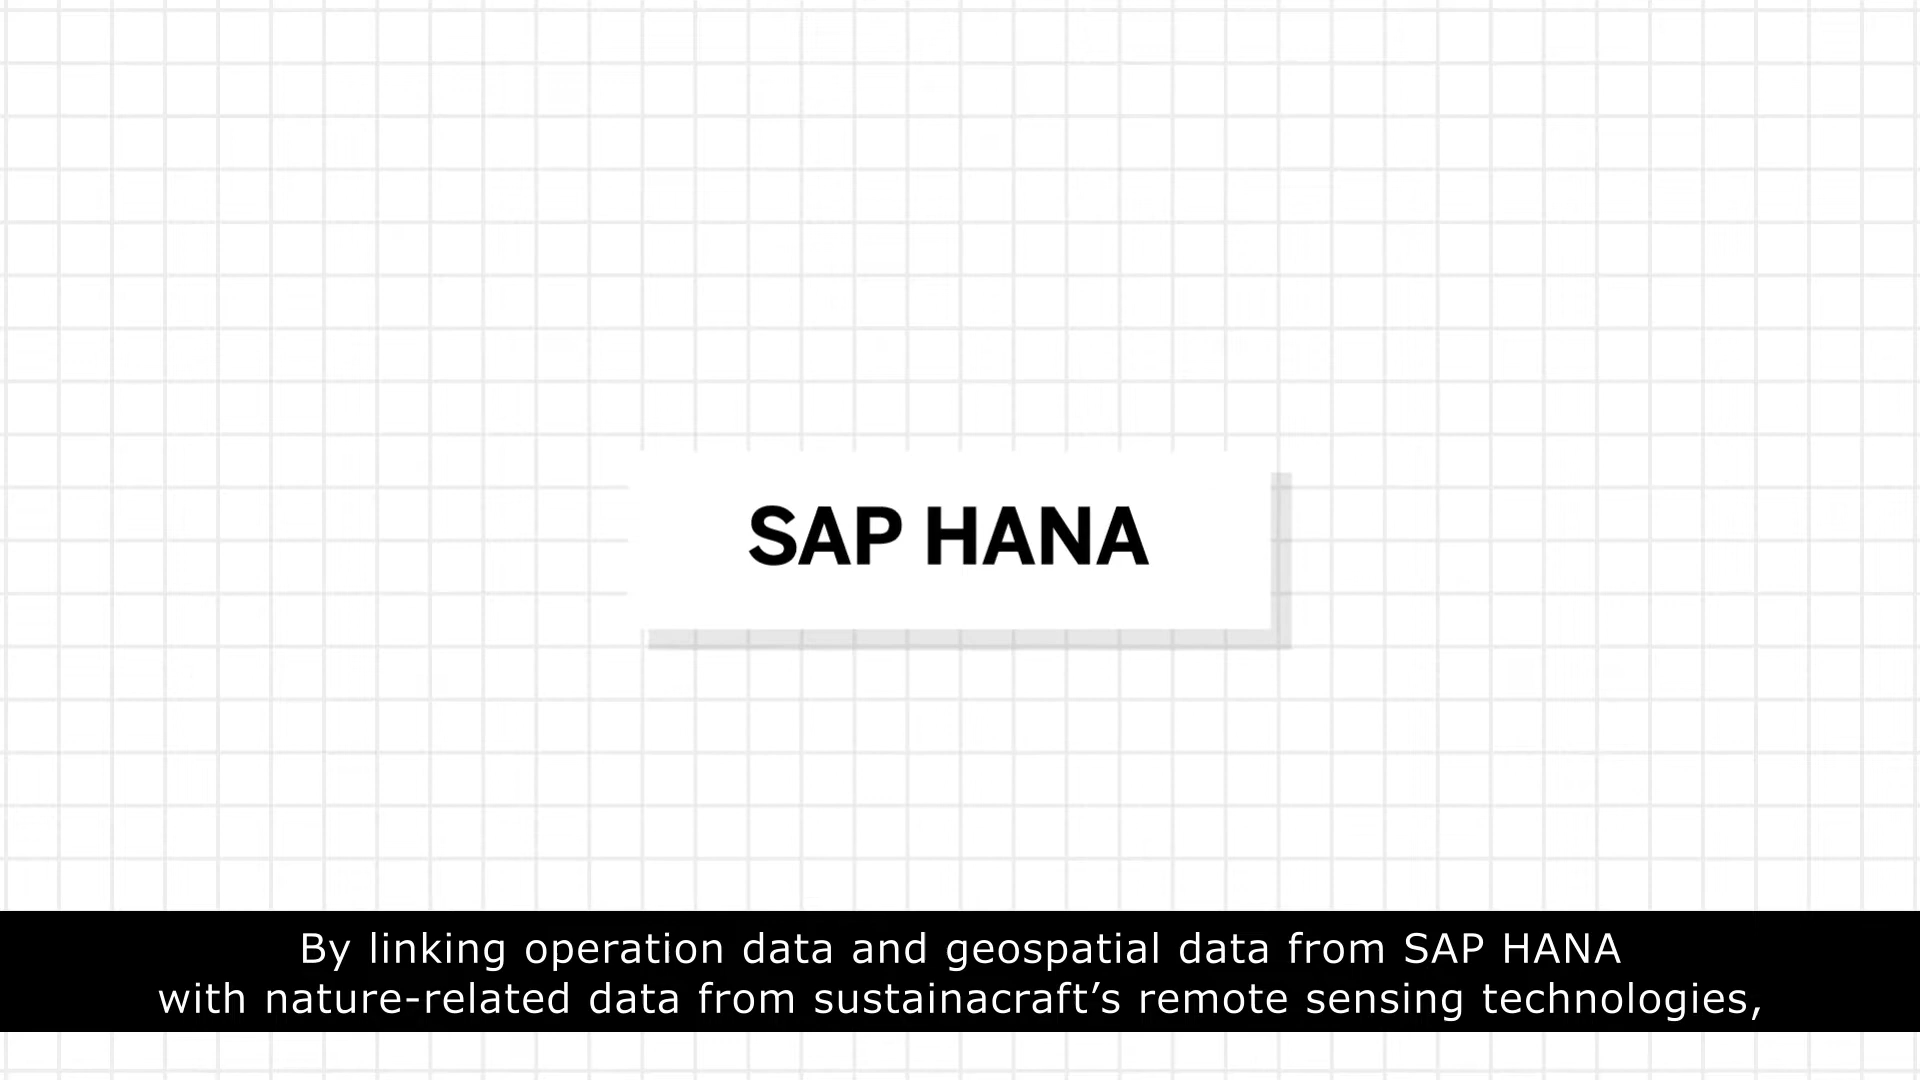 SAP HANA
By linking operation data and geospatial data from SAP HANA
with nature-related data from sustainacraft’s remote sensing technologies,